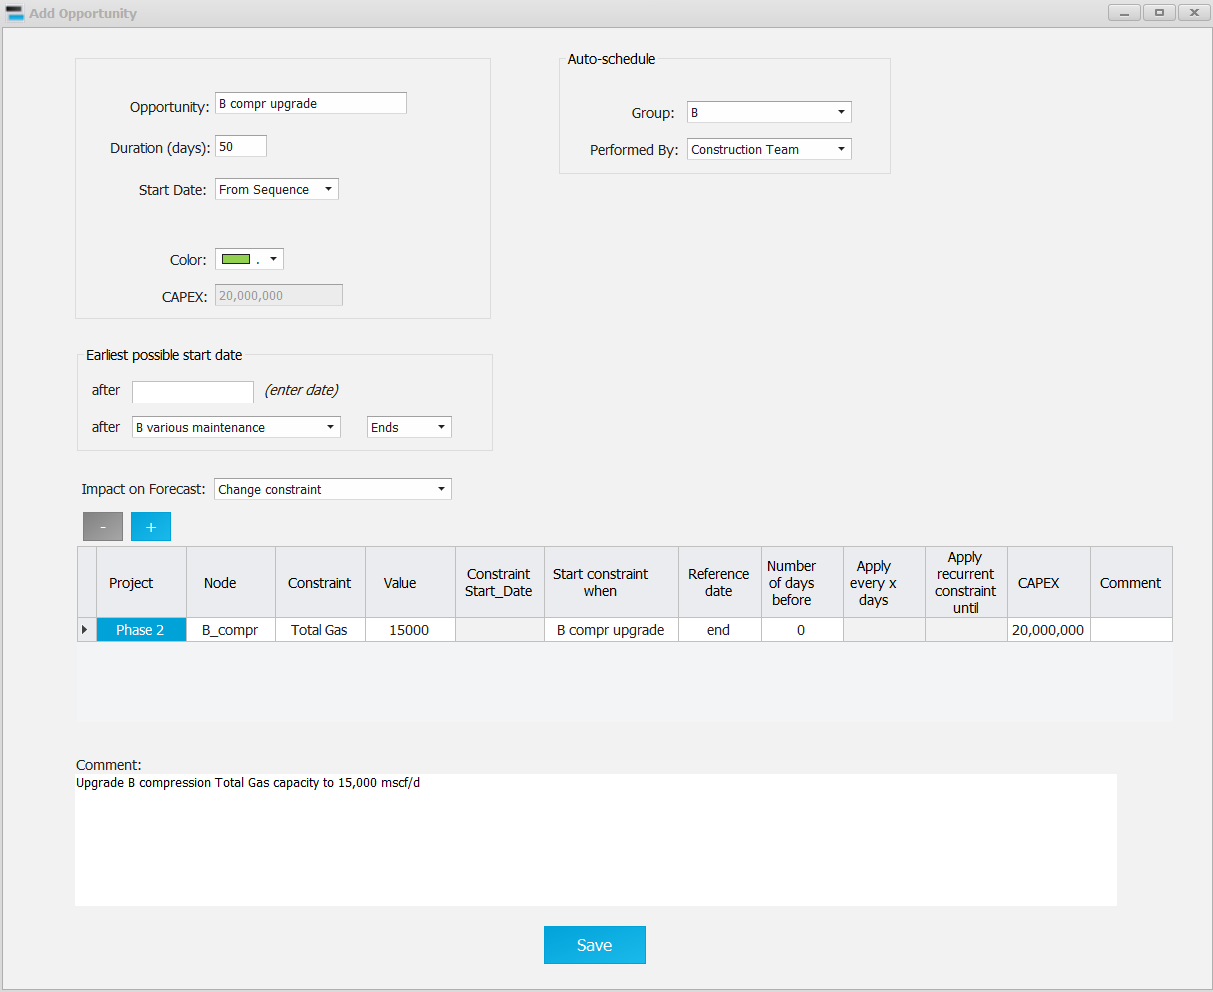 Add Opportunity
Opportunity: B compr upgrade
Duration (days): 50
Start Date: From Sequence
Color: .
CAPEX: 20,000,000
Auto-schedule
Group: B
Performed By: Construction Team
Earliest possible start date
after (enter date)
after B various maintenance Ends
Impact on Forecast: Change constraint
- +
Project Node Constraint Value Constraint Start_Date Start constraint when Reference date Number of days before Apply every x days Apply recurrent constraint until CAPEX Comment
Phase 2 B_compr Total Gas 15000 B compr upgrade end 0 20,000,000
Comment:
Upgrade B compression Total Gas capacity to 15,000 mscf/d
Save